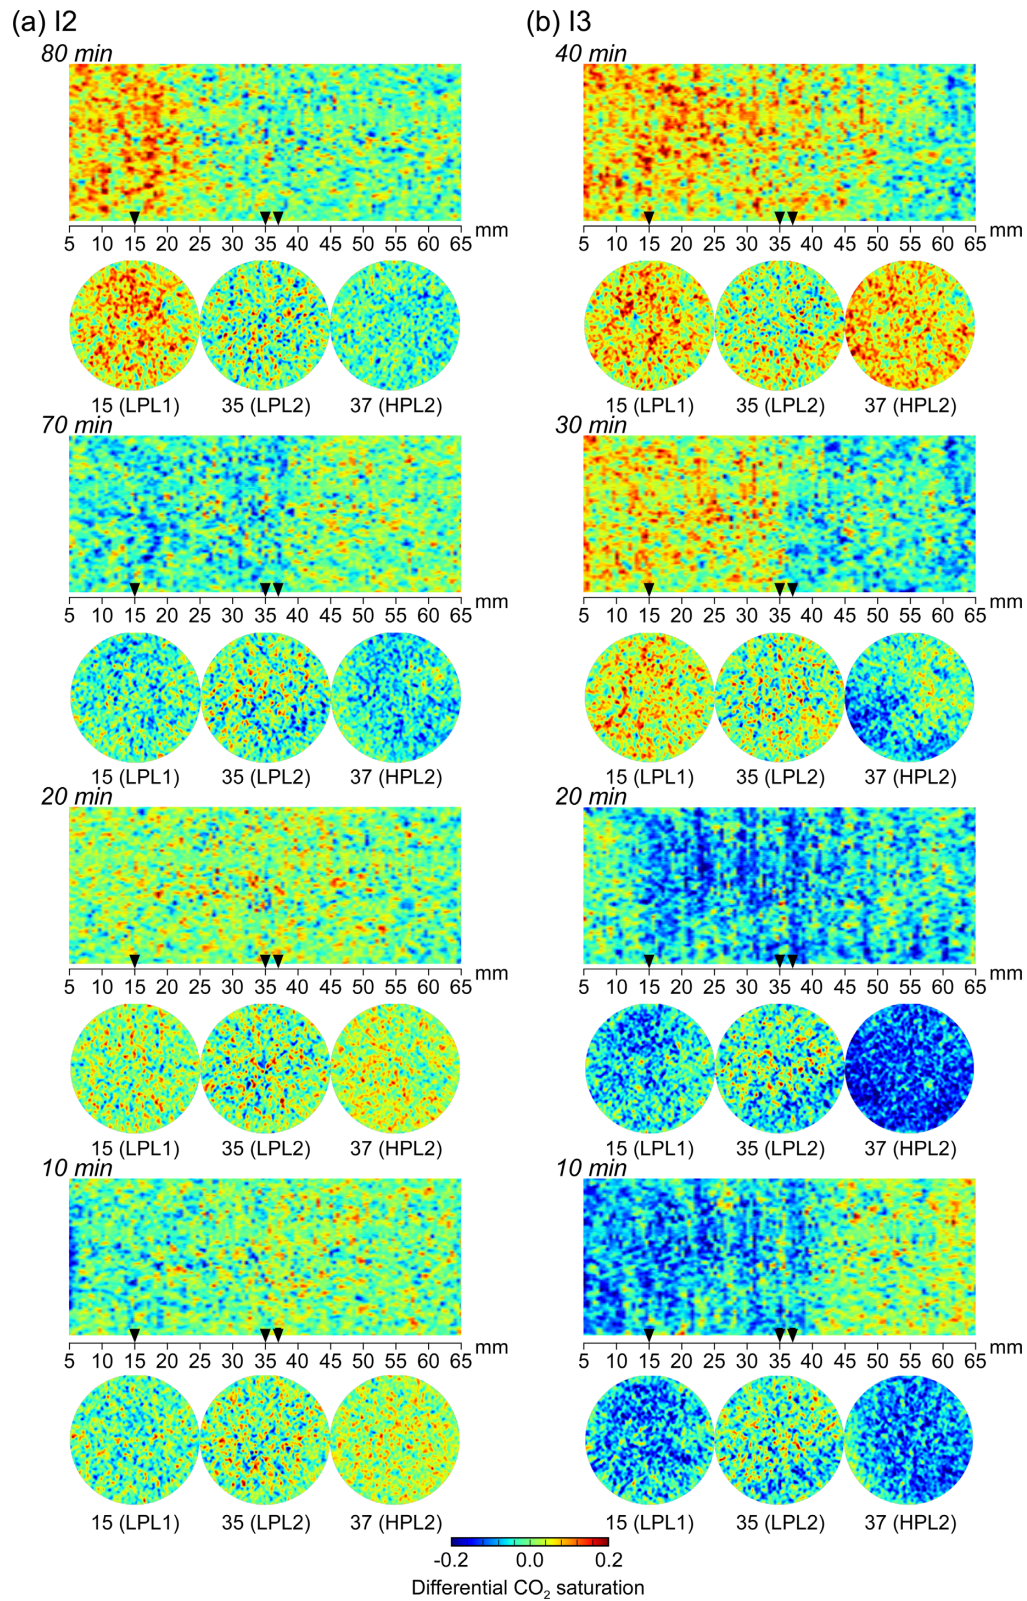 (a) I2
80 min
5 10 15 20 25 30 35 40 45 50 55 60 65 mm
15 (LPL1) 35 (LPL2) 37 (HPL2)
70 min
5 10 15 20 25 30 35 40 45 50 55 60 65 mm
15 (LPL1) 35 (LPL2) 37 (HPL2)
20 min
5 10 15 20 25 30 35 40 45 50 55 60 65 mm
15 (LPL1) 35 (LPL2) 37 (HPL2)
10 min
5 10 15 20 25 30 35 40 45 50 55 60 65 mm
15 (LPL1) 35 (LPL2) 37 (HPL2)
(b) I3
40 min
5 10 15 20 25 30 35 40 45 50 55 60 65 mm
15 (LPL1) 35 (LPL2) 37 (HPL2)
30 min
5 10 15 20 25 30 35 40 45 50 55 60 65 mm
15 (LPL1) 35 (LPL2) 37 (HPL2)
20 min
5 10 15 20 25 30 35 40 45 50 55 60 65 mm
15 (LPL1) 35 (LPL2) 37 (HPL2)
10 min
5 10 15 20 25 30 35 40 45 50 55 60 65 mm
15 (LPL1) 35 (LPL2) 37 (HPL2)
-0.2 0.0 0.2
Differential CO₂ saturation